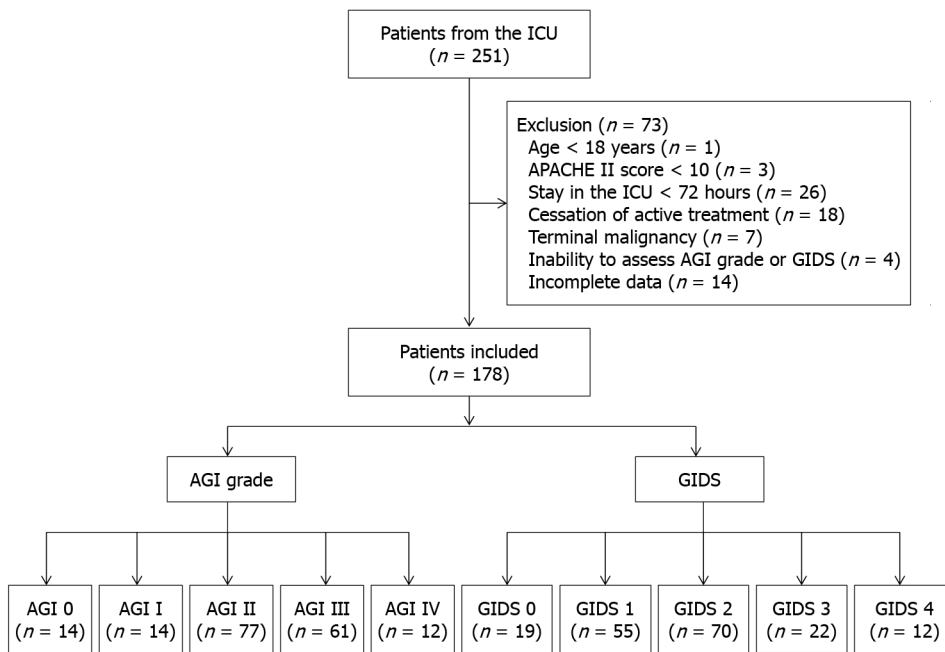 Patients from the ICU
(n = 251)
Exclusion (n = 73)
Age < 18 years (n = 1)
APACHE II score < 10 (n = 3)
Stay in the ICU < 72 hours (n = 26)
Cessation of active treatment (n = 18)
Terminal malignancy (n = 7)
Inability to assess AGI grade or GIDS (n = 4)
Incomplete data (n = 14)
Patients included
(n = 178)
AGI grade
GIDS
AGI 0
(n = 14)
AGI I
(n = 14)
AGI II
(n = 77)
AGI III
(n = 61)
AGI IV
(n = 12)
GIDS 0
(n = 19)
GIDS 1
(n = 55)
GIDS 2
(n = 70)
GIDS 3
(n = 22)
GIDS 4
(n = 12)